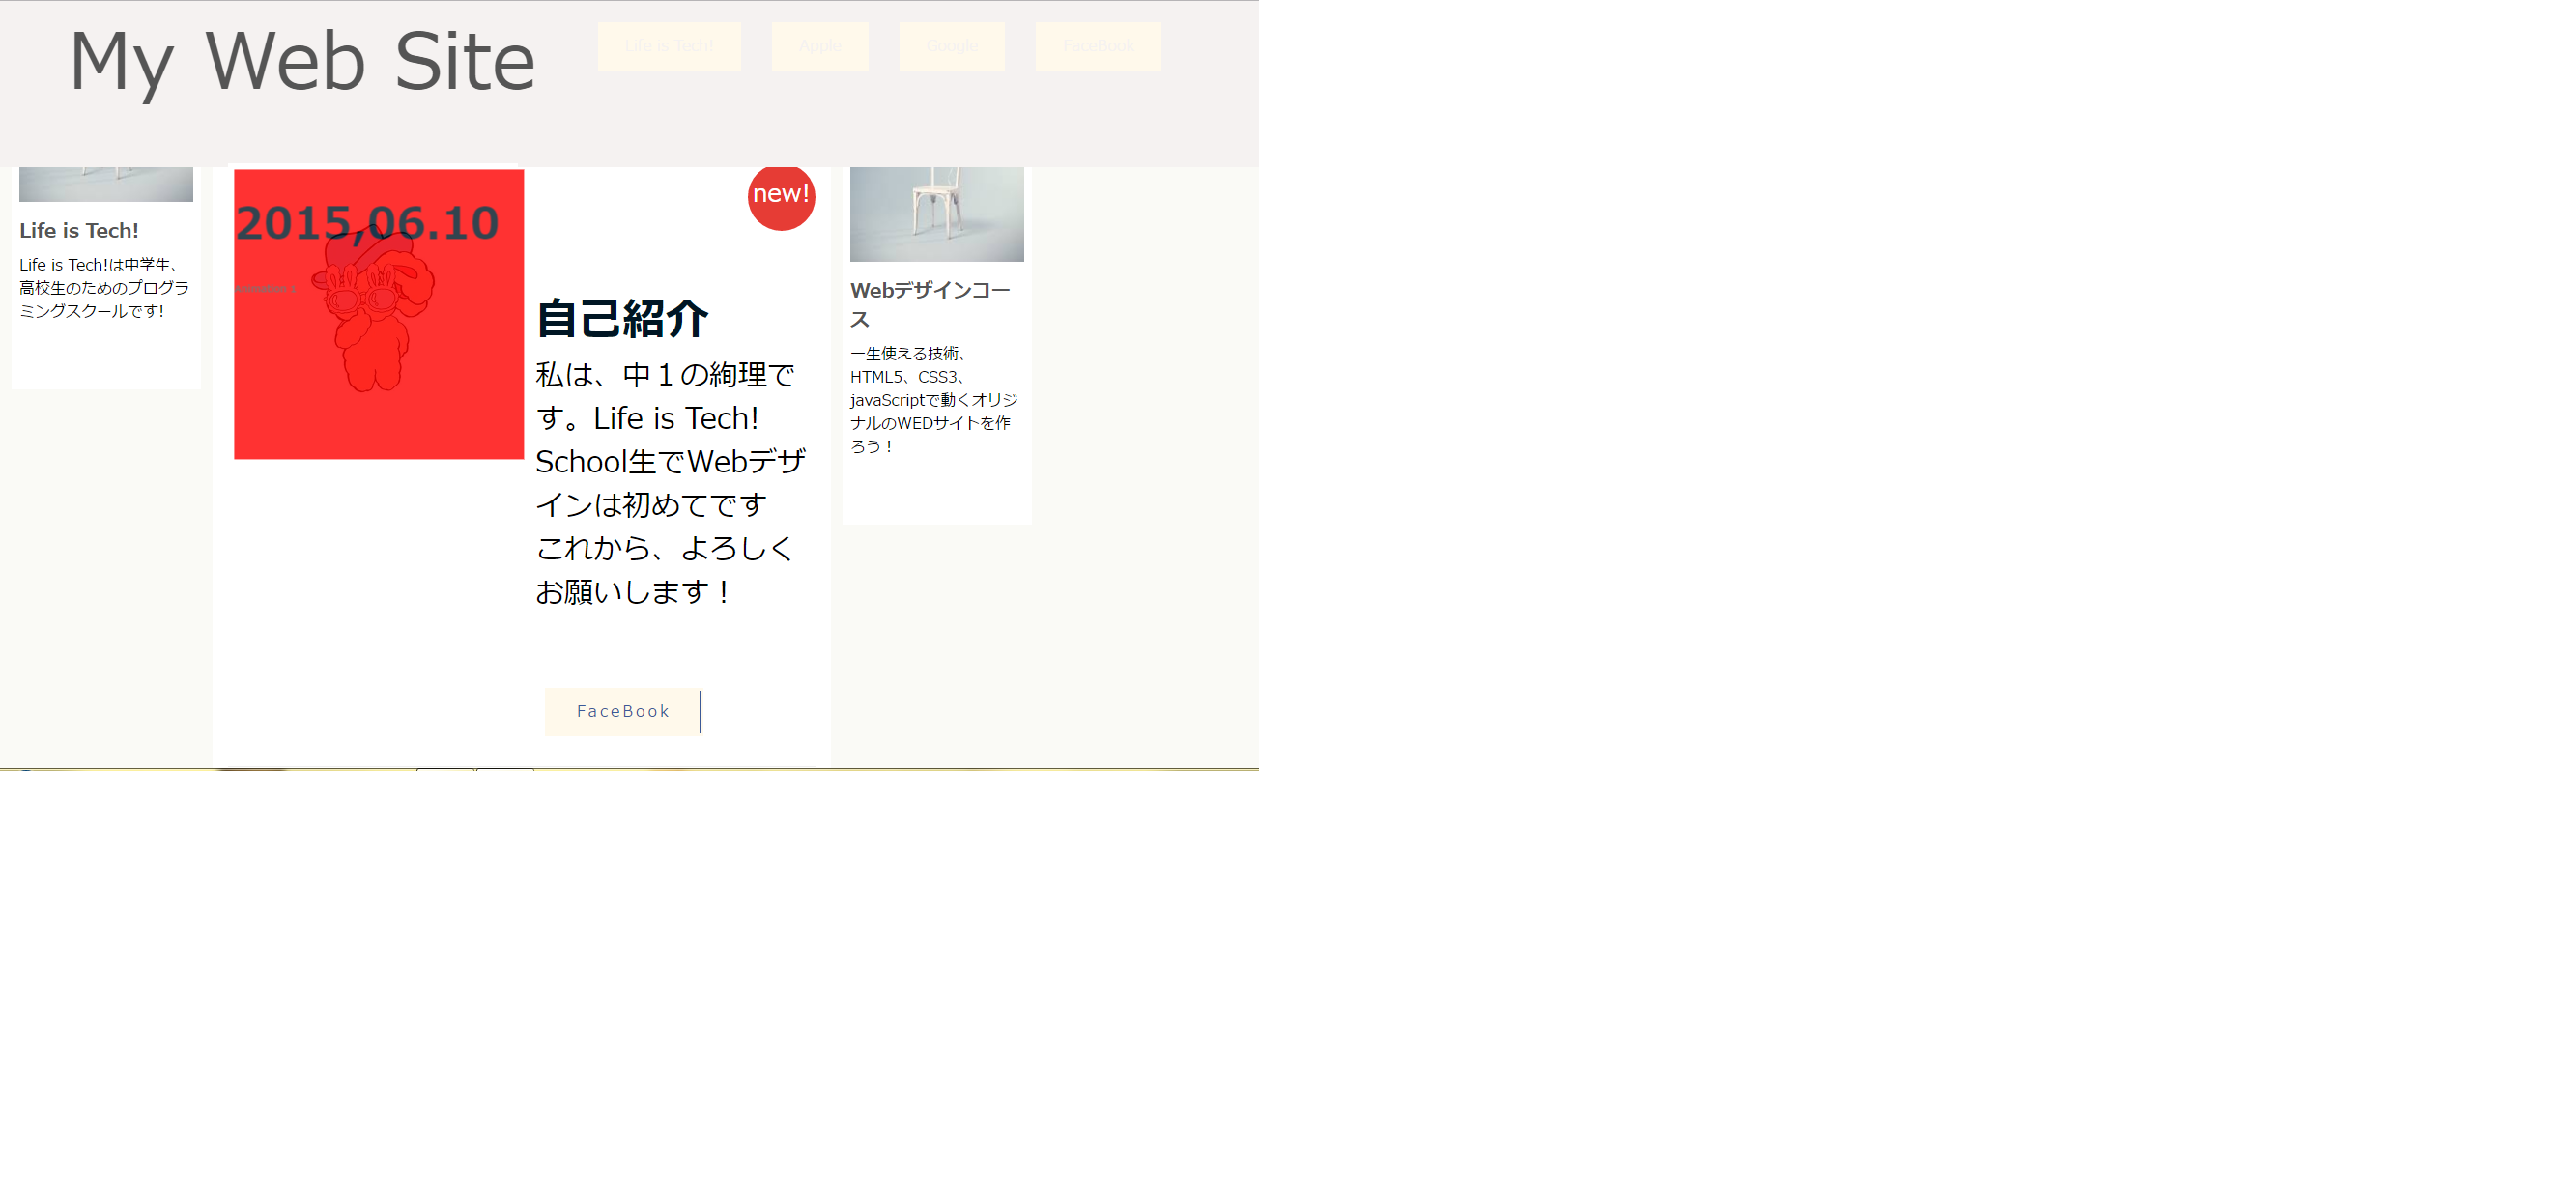 My Web Site
Life is Tech!
Apple
Google
FaceBook
Life is Tech!
Life is Tech!は中学生、
高校生のためのプログラ
ミングスクールです!
2015,06.10
new!
自己紹介
私は、中１の絢理で
す。Life is Tech!
School生でWebデザ
インは初めてです
これから、よろしく
お願いします！
FaceBook
Webデザインコー
ス
一生使える技術、
HTML5、CSS3、
javaScriptで動くオリジ
ナルのWEDサイトを作
ろう！